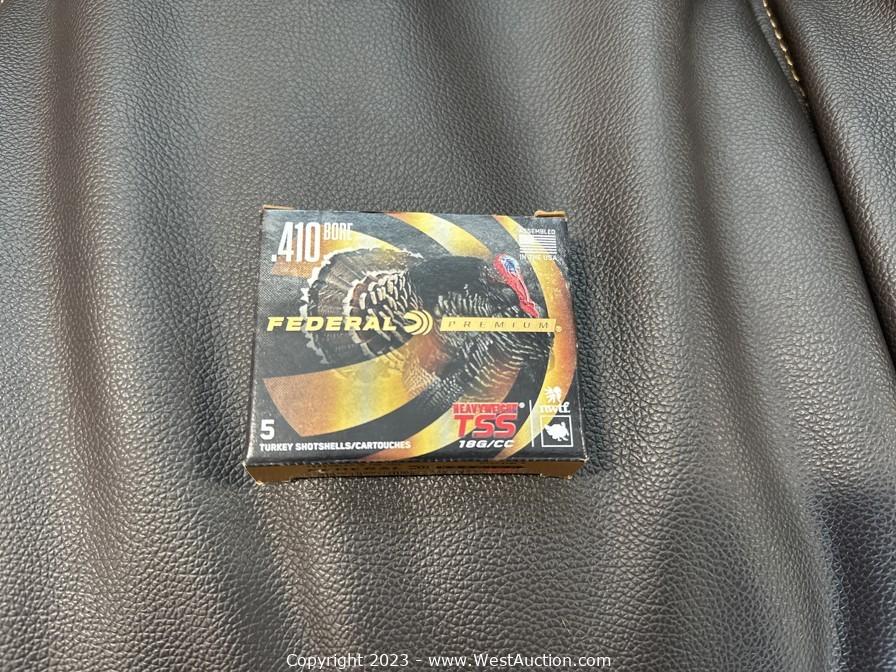 .410 BORE
ASSEMBLED
IN THE USA
FEDERAL PREMIUM®
HEAVYWEIGHT®
TSS
18G/CC
nwtf
5
TURKEY SHOTSHELLS/CARTOUCHES
FEDERAL
Copyright 2023 - www.WestAuction.com